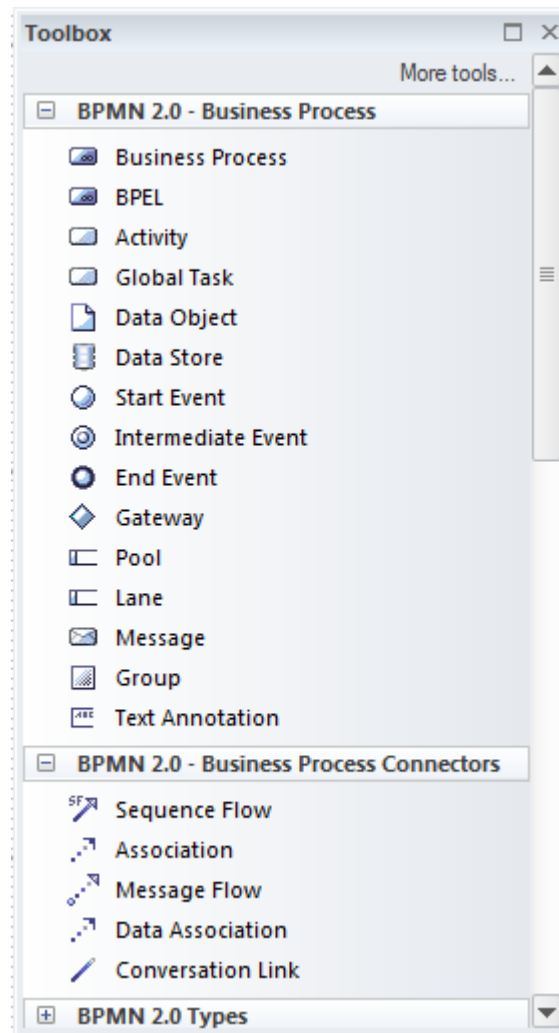 Toolbox
More tools...
BPMN 2.0 - Business Process
Business Process
BPEL
Activity
Global Task
Data Object
Data Store
Start Event
Intermediate Event
End Event
Gateway
Pool
Lane
Message
Group
Text Annotation
BPMN 2.0 - Business Process Connectors
SF Sequence Flow
Association
Message Flow
Data Association
Conversation Link
BPMN 2.0 Types